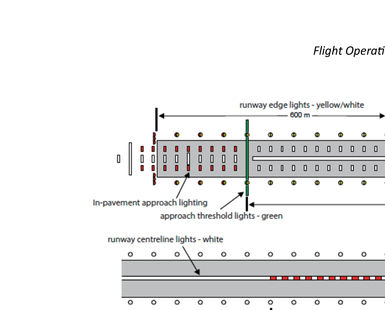 Flight Operati
runway edge lights - yellow/white
600 m
In-pavement approach lighting
approach threshold lights - green
runway centreline lights - white